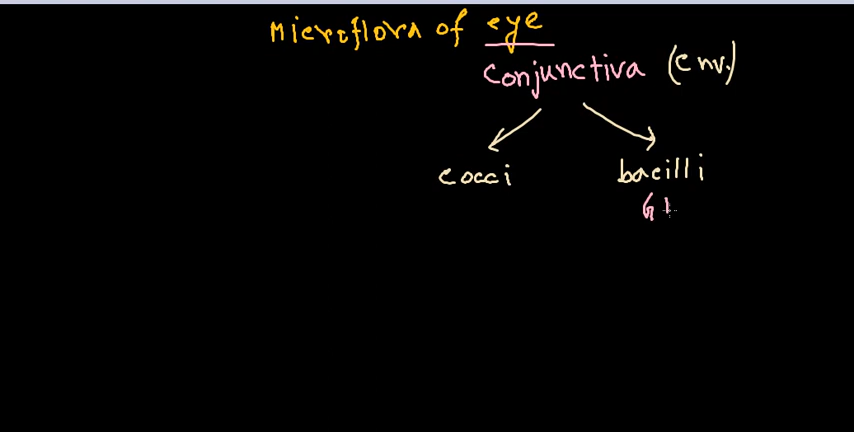 Microflora of eye
Conjunctiva (env.)
cocci bacilli
G+